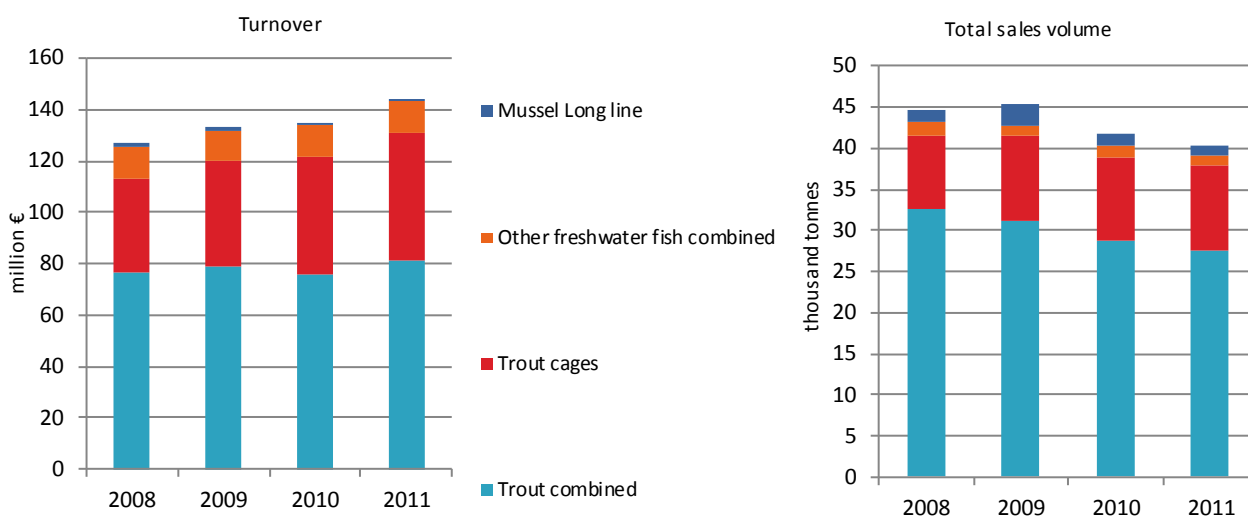 Turnover
million €
160
140
120
100
80
60
40
20
0
2008 2009 2010 2011
Mussel Long line
Other freshwater fish combined
Trout cages
Trout combined
Total sales volume
thousand tonnes
50
45
40
35
30
25
20
15
10
5
0
2008 2009 2010 2011